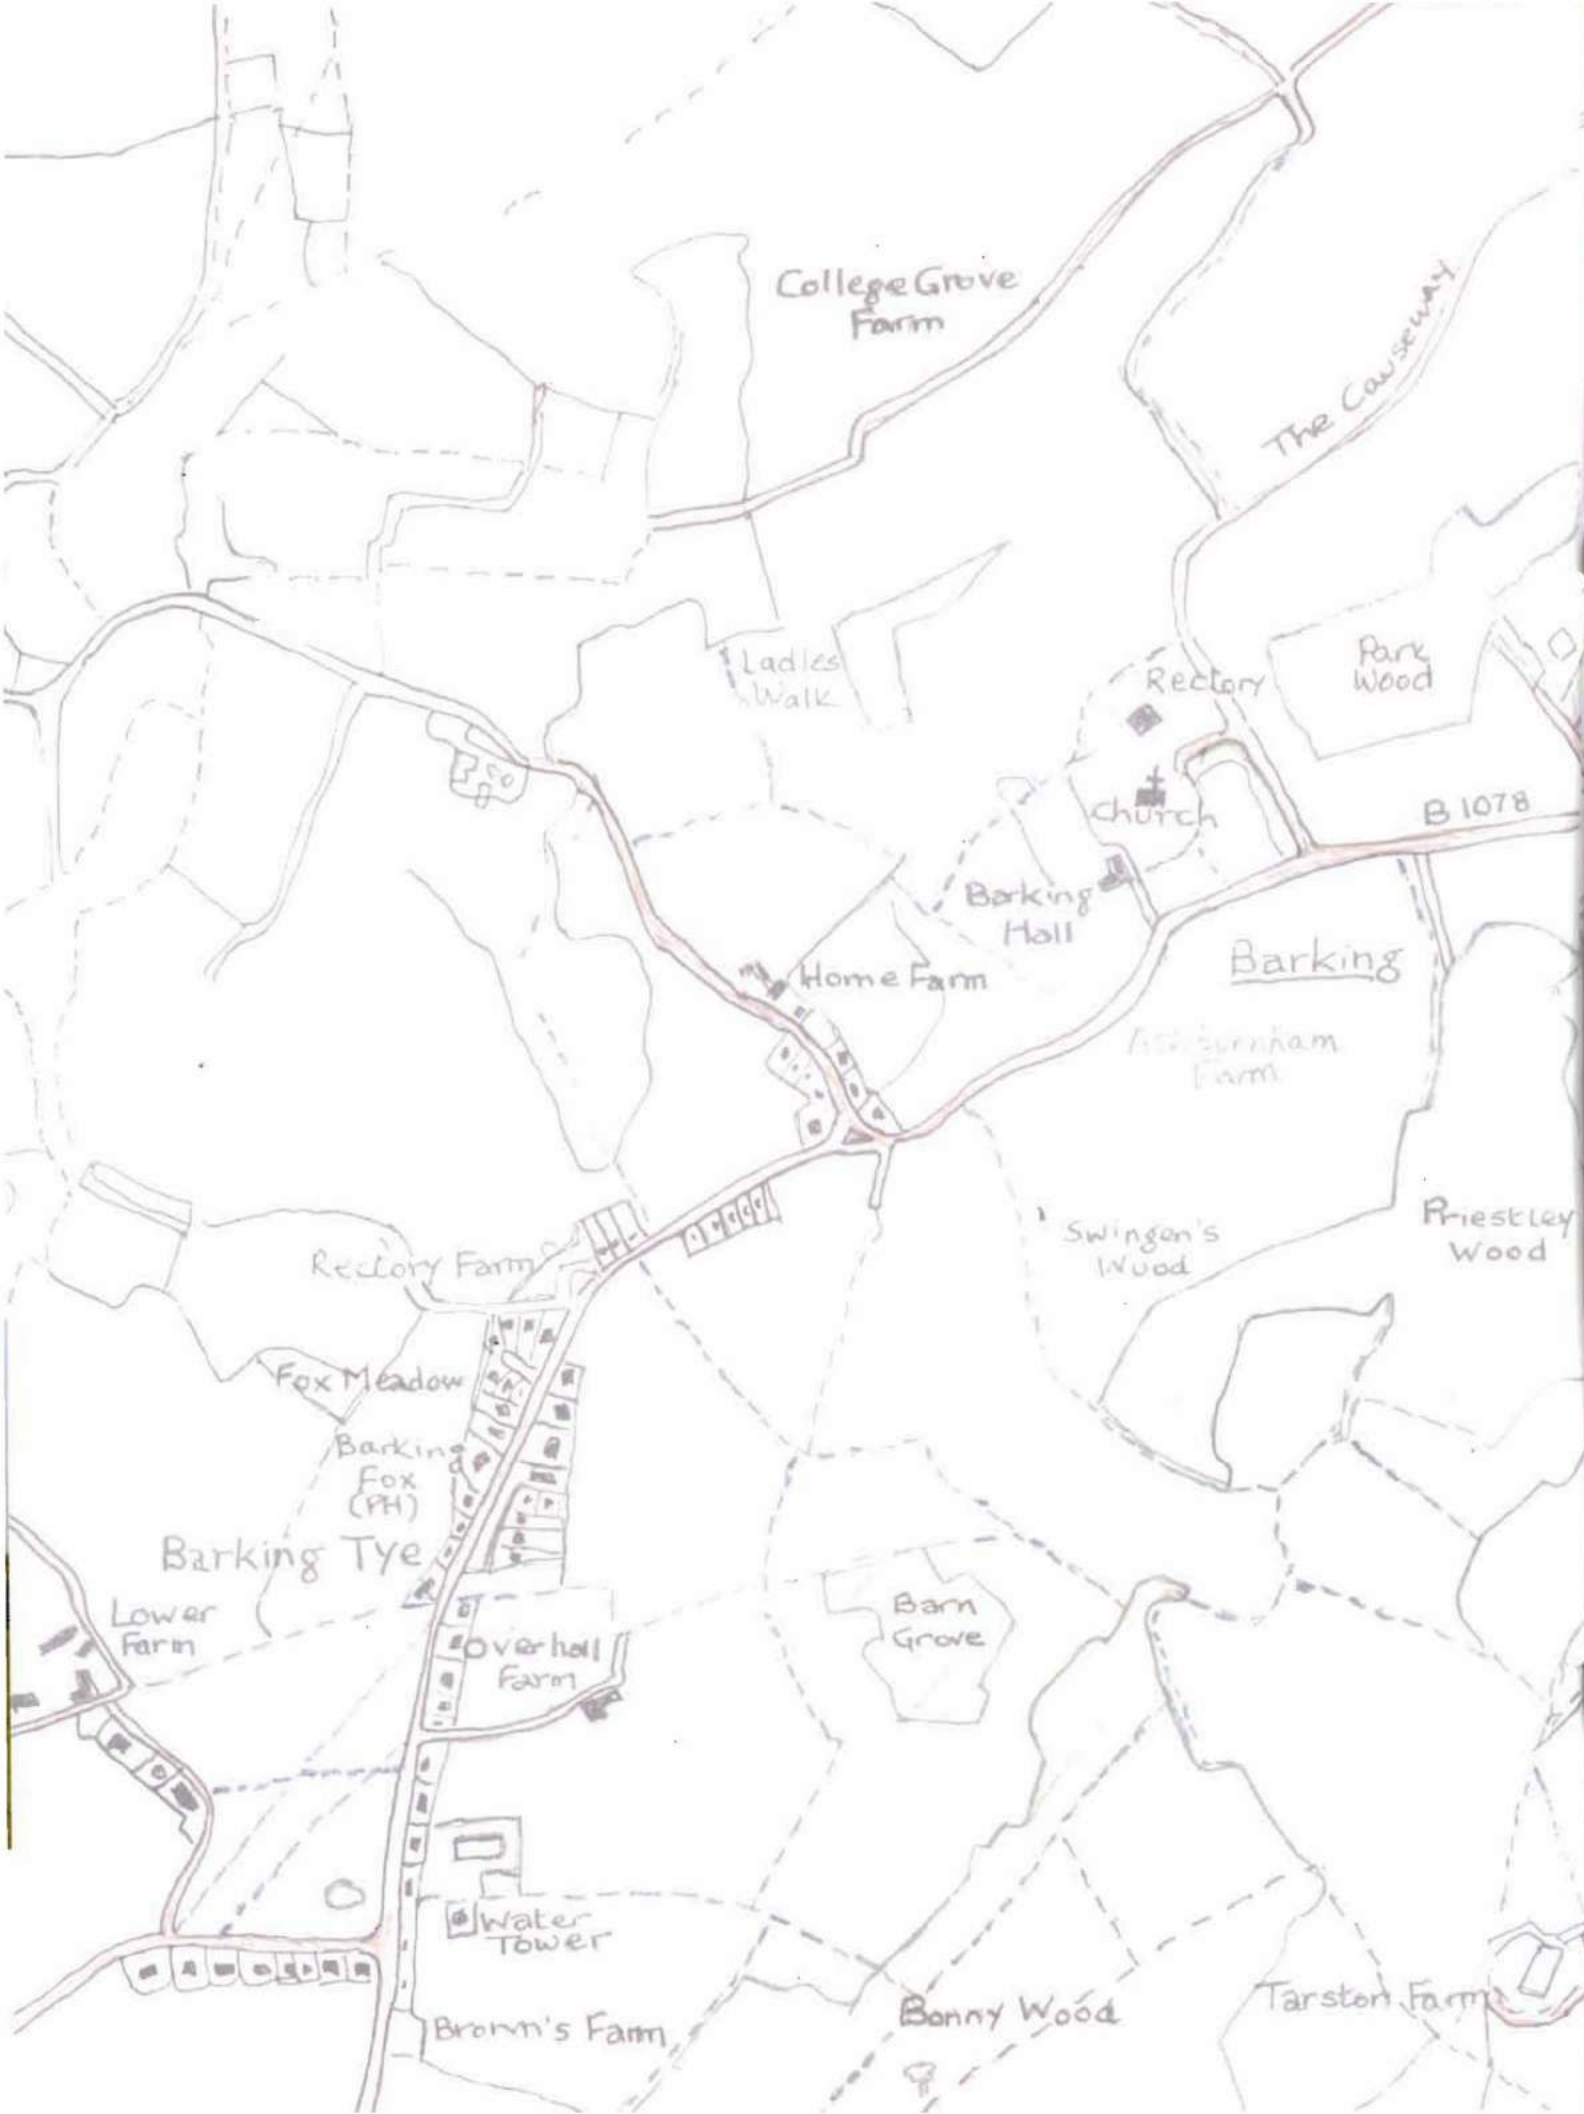 College Grove
Farm
The Causeway
Ladies
Walk
Rectory
Park
Wood
Church
B 1078
Barking
Hall
Barking
Home Farm
Farm
Swingen's
Wood
Priestley
Wood
Rectory Farm
Fox Meadow
Barking
Fox
(PH)
Barking Tye
Lower
Farm
Overhall
Farm
Barn
Grove
Water
Tower
Brown's Farm
Bonny Wood
Tarston Farm